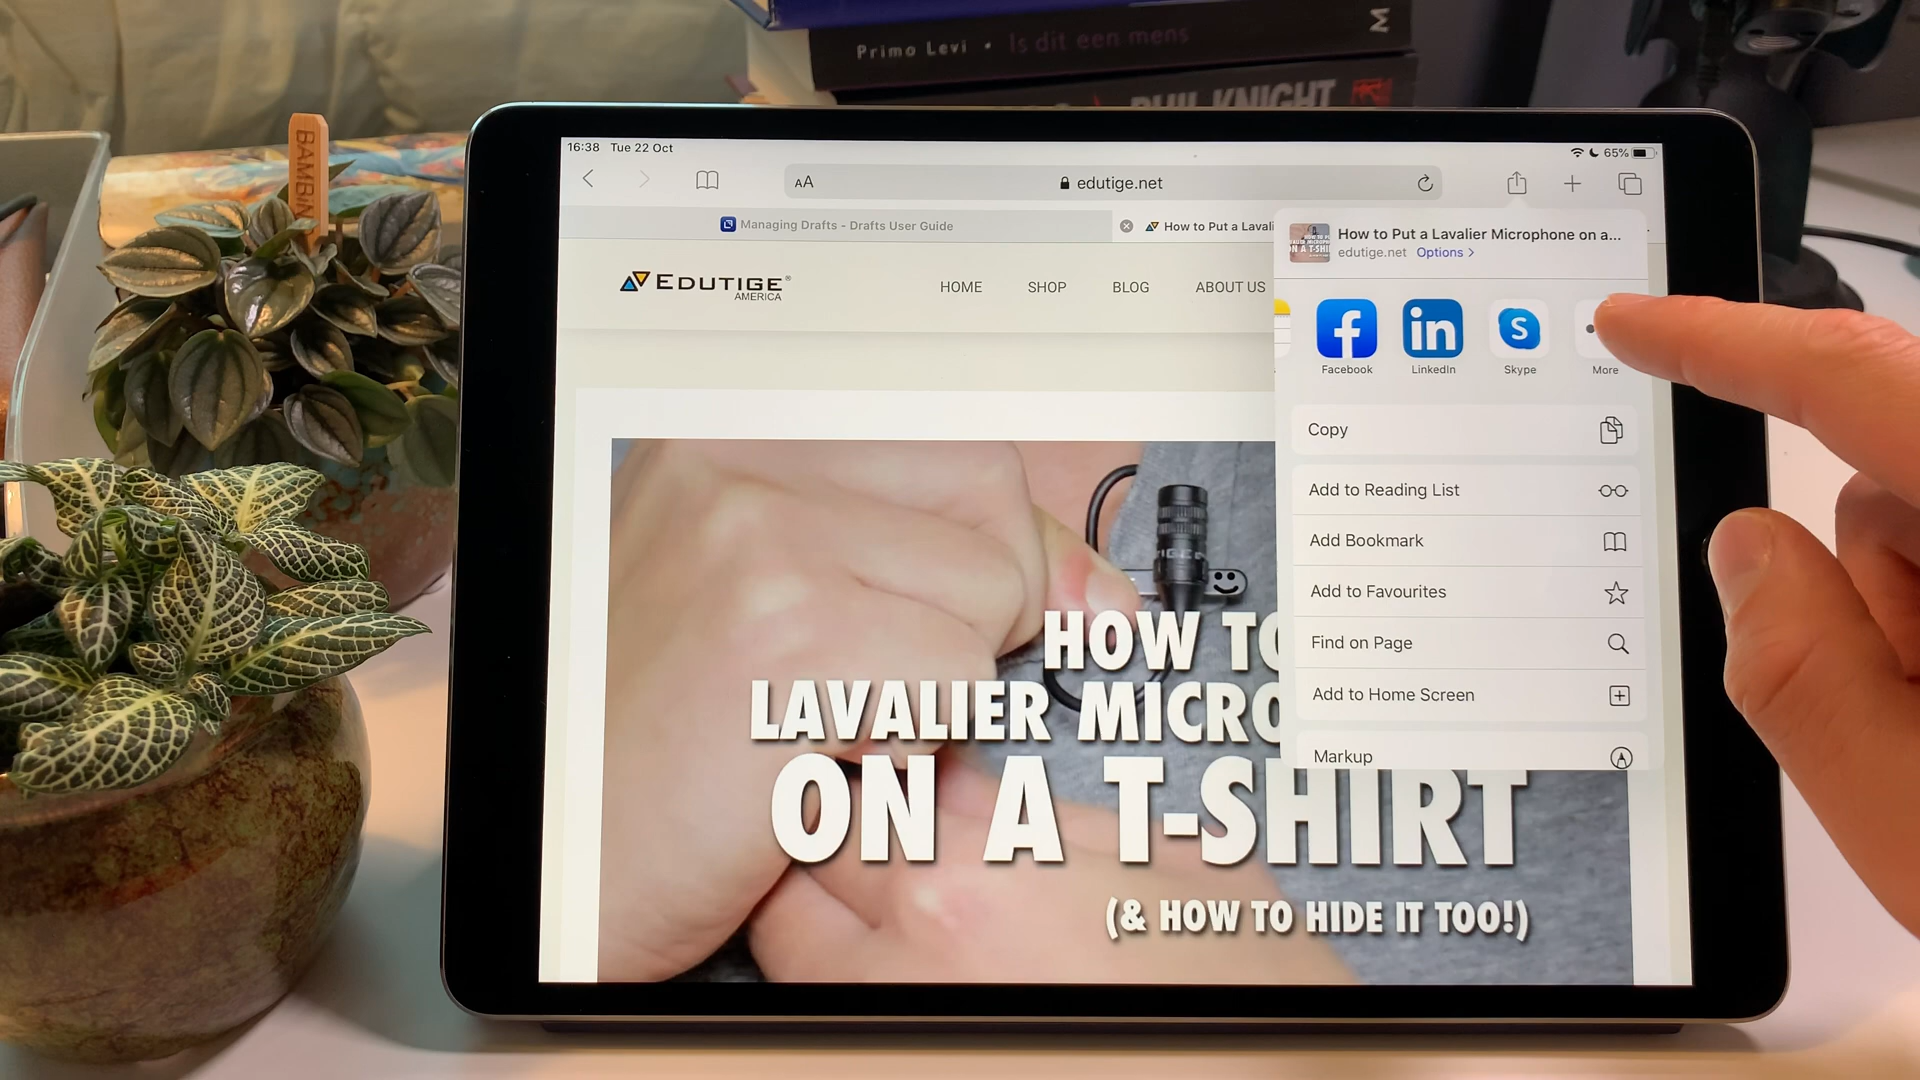 Primo Levi • Is dit een mens
M
PHIL KNIGHT
BAMBIN
16:38 Tue 22 Oct
65%
AA
edutige.net
Managing Drafts - Drafts User Guide
How to Put a Lavali
How to Put a Lavalier Microphone on a...
edutige.net Options >
EDUTIGE®
AMERICA
HOME
SHOP
BLOG
ABOUT US
Facebook
LinkedIn
Skype
More
Copy
Add to Reading List
Add Bookmark
Add to Favourites
Find on Page
Add to Home Screen
Markup
HOW TO
LAVALIER MICRO
ON A T-SHIRT
(& HOW TO HIDE IT TOO!)